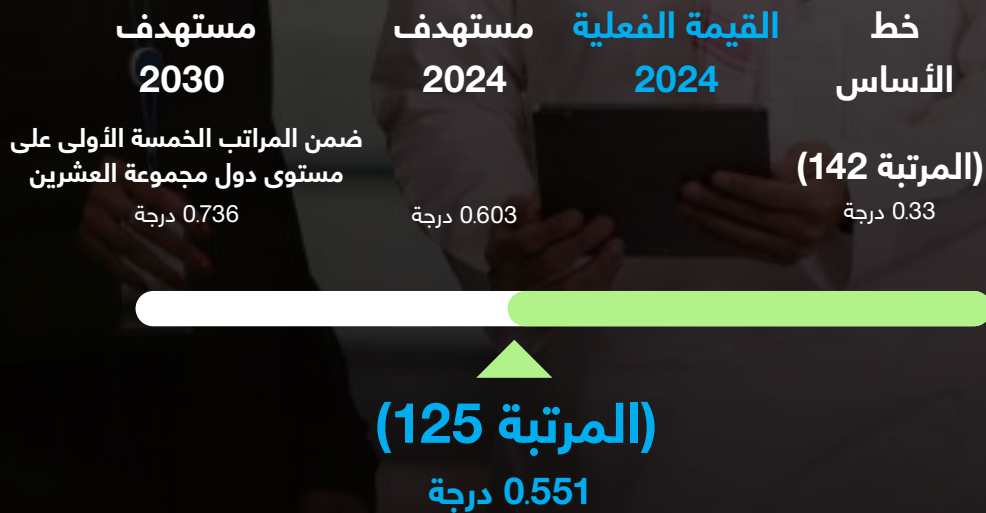 خط
الأساس
(المرتبة 142)
0.33 درجة
القيمة الفعلية
2024
مستهدف
2024
0.603 درجة
مستهدف
2030
ضمن المراتب الخمسة الأولى على
مستوى دول مجموعة العشرين
0.736 درجة
(المرتبة 125)
0.551 درجة